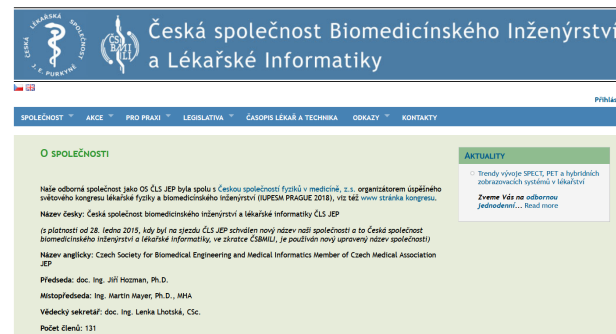 ČESKÁ LÉKAŘSKÁ SPOLEČNOST J. E. PURKYNĚ
ČSBMILI
Česká společnost Biomedicínského Inženýrství
a Lékařské Informatiky
Přihlás
SPOLEČNOST AKCE PRO PRAXI LEGISLATIVA ČASOPIS LÉKAŘ A TECHNIKA ODKAZY KONTAKTY
O SPOLEČNOSTI
Naše odborná společnost jako OS ČLS JEP byla spolu s Českou společností fyziků v medicíně, z.s. organizátorem úspěšného
světového kongresu lékařské fyziky a biomedicínského inženýrství (IUPESM PRAGUE 2018), viz též www stránka kongresu.
Název česky: Česká společnost biomedicínského inženýrství a lékařské informatiky ČLS JEP
(s platností od 28. ledna 2015, kdy byl na sjezdu ČLS JEP schválen nový název naší společnosti a to Česká společnost
biomedicínského inženýrství a lékařské informatiky, ve zkratce ČSBMILI, je používán nový upravený název společnosti)
Název anglicky: Czech Society for Biomedical Engineering and Medical Informatics Member of Czech Medical Association
JEP
Předseda: doc. Ing. Jiří Hozman, Ph.D.
Místopředseda: Ing. Martin Mayer, Ph.D., MHA
Vědecký sekretář: doc. Ing. Lenka Lhotská, CSc.
Počet členů: 131
AKTUALITY
Trendy vývoje SPECT, PET a hybridních
zobrazovacích systémů v lékařství
Zveme Vás na odbornou
jednodenní... Read more